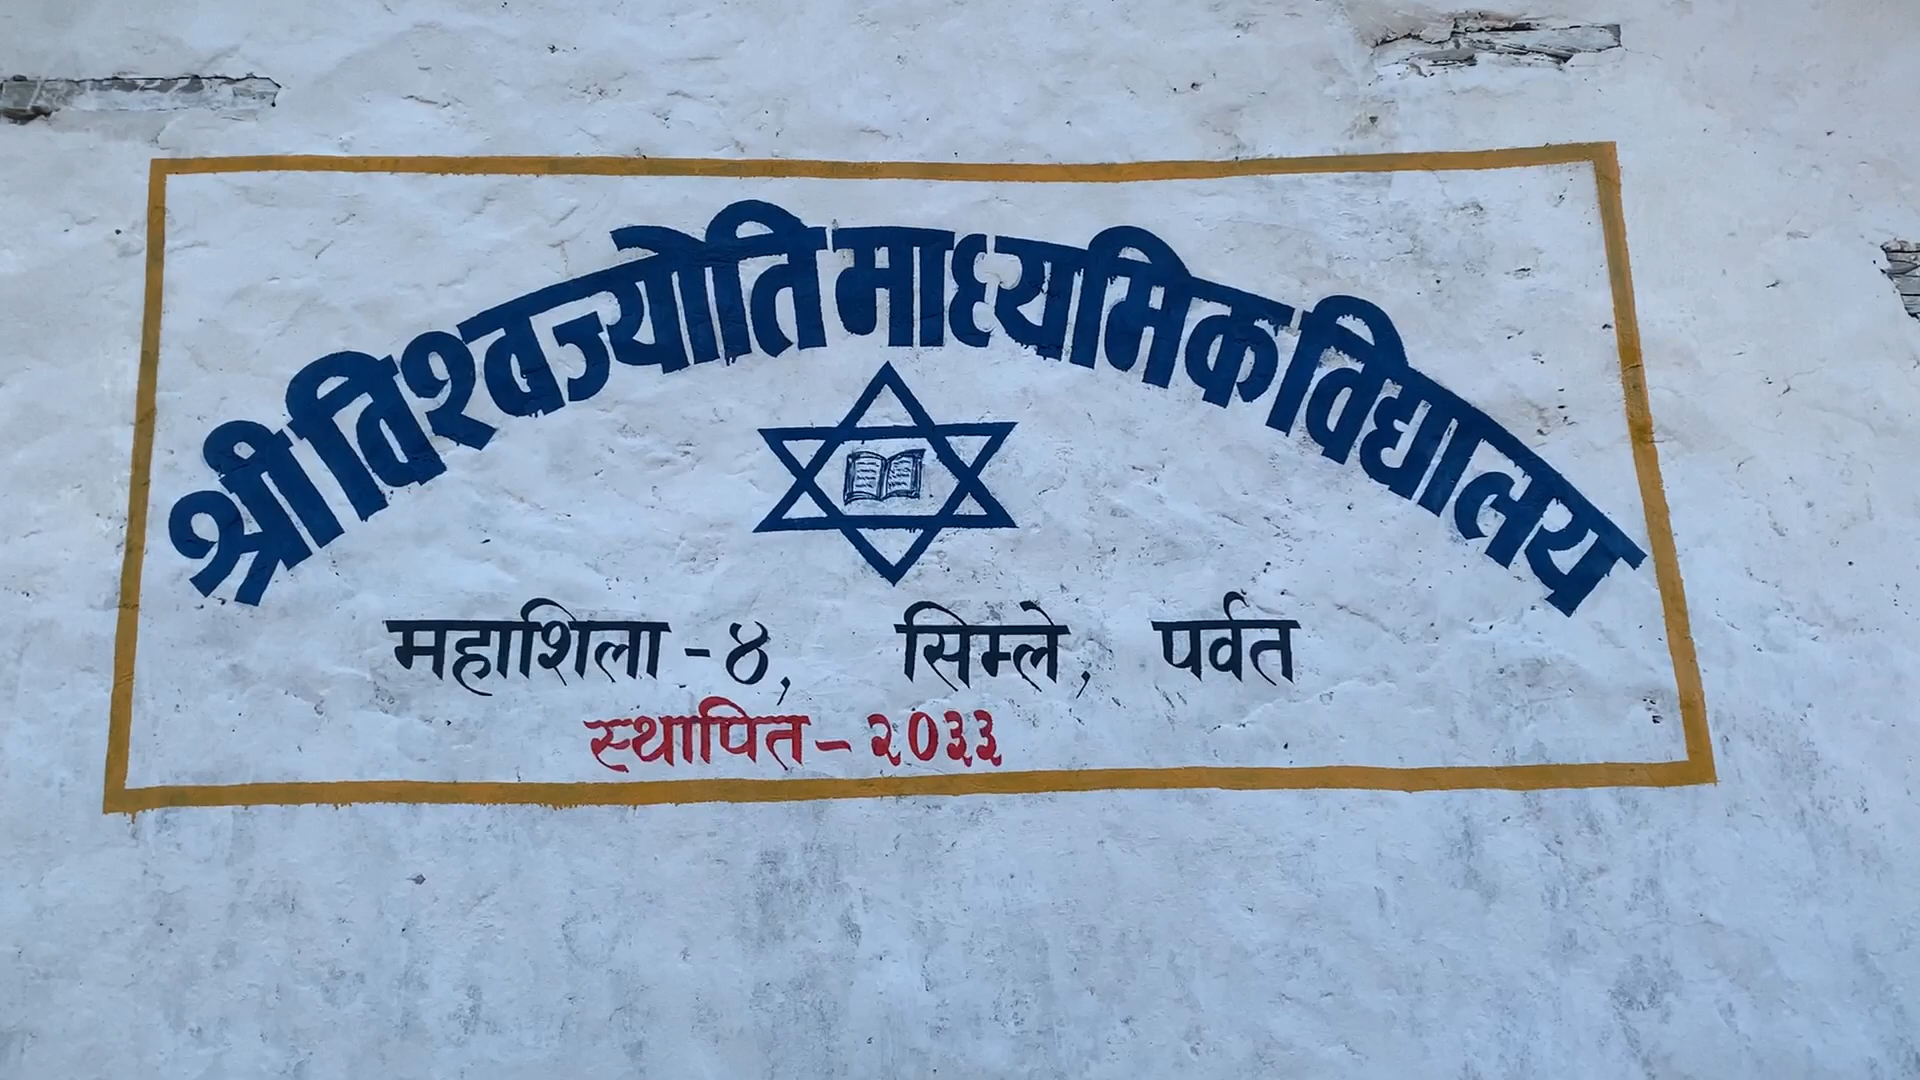 श्री विश्वज्योति माध्यमिक विद्यालय
महाशिला - ४, सिम्ले, पर्वत
स्थापित - २०३३